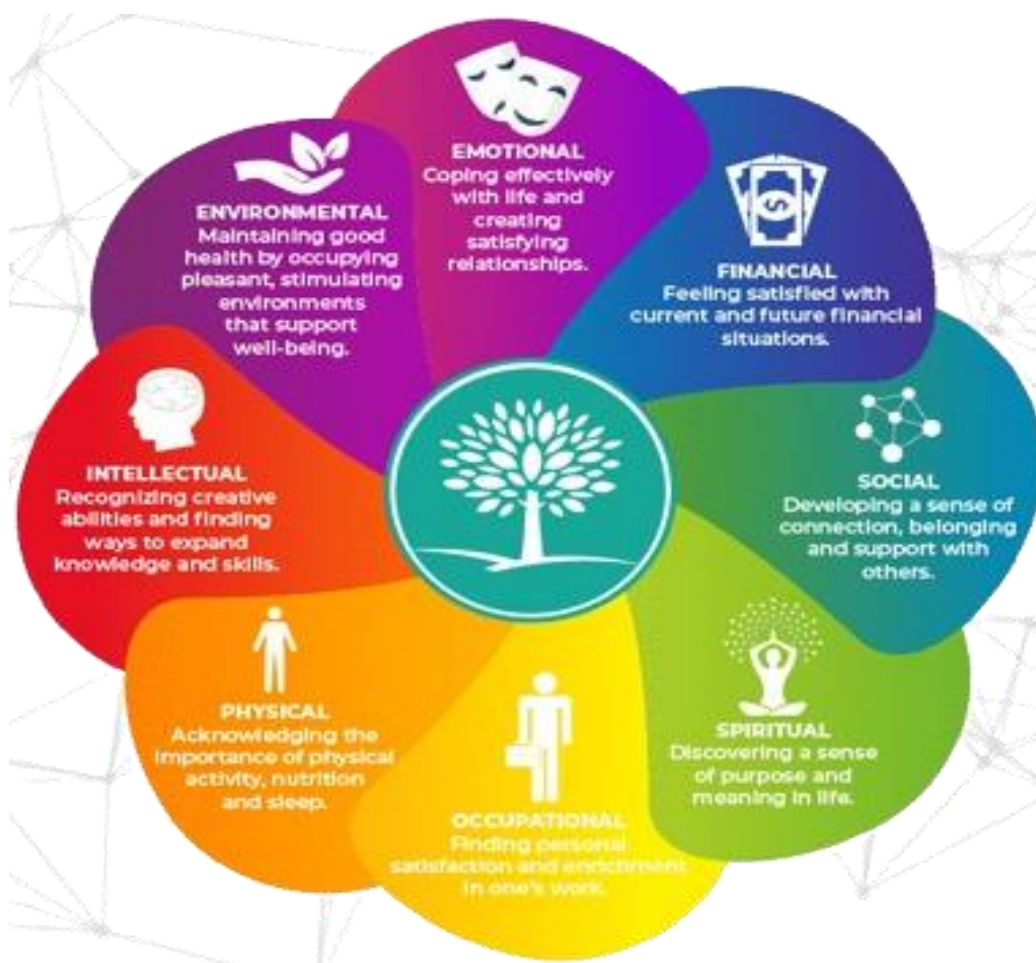 EMOTIONAL
Coping effectively
with life and
creating
satisfying
relationships.
FINANCIAL
Feeling satisfied with
current and future financial
situations.
SOCIAL
Developing a sense of
connection, belonging
and support with
others.
SPIRITUAL
Discovering a sense
of purpose and
meaning in life.
OCCUPATIONAL
Finding personal
satisfaction and enrichment
in one's work.
PHYSICAL
Acknowledging the
importance of physical
activity, nutrition
and sleep.
INTELLECTUAL
Recognizing creative
abilities and finding
ways to expand
knowledge and skills.
ENVIRONMENTAL
Maintaining good
health by occupying
pleasant, stimulating
environments
that support
well-being.